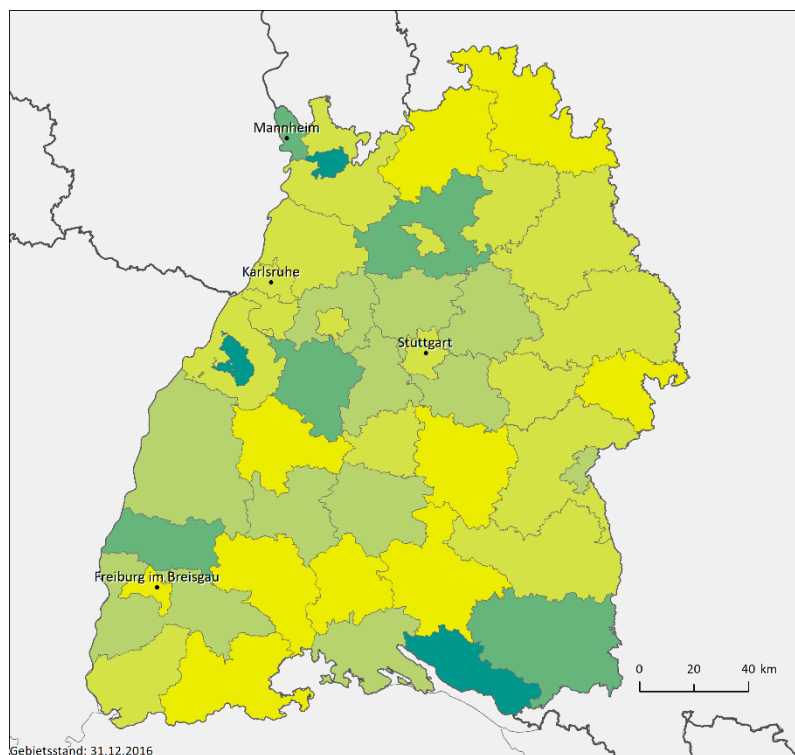 Mannheim
Karlsruhe
Stuttgart
Freiburg im Breisgau
0 20 40 km
Gebietsstand: 31.12.2016